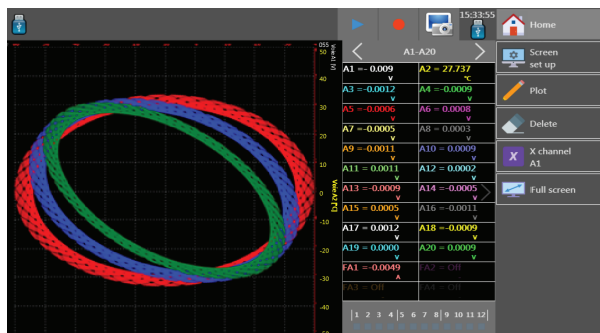 15:33:55
A1-A20
A1 =- 0.009
V
A2 = 27.737
°C
A3 =-0.0012
V
A4 =-0.0009
V
A5 =-0.0006
V
A6 = 0.0008
V
A7 =-0.0005
V
A8 = 0.0003
V
A9 =-0.0011
V
A10 = 0.0009
V
A11 = 0.0011
V
A12 = 0.0002
V
A13 =-0.0009
V
A14 =-0.0005
V
A15 = 0.0005
V
A16 =-0.0011
V
A17 = 0.0012
V
A18 =-0.0009
V
A19 = 0.0000
V
A20 = 0.0009
V
FA1 =-0.0049
A
FA2 = Off
FA3 = Off
FA4 = Off
1 2 3 4 5 6 7 8 9 10 11 12
Home
Screen
set up
Plot
Delete
X
X channel
A1
Full screen
50
40
30
20
10
0
-10
-20
-30
-40